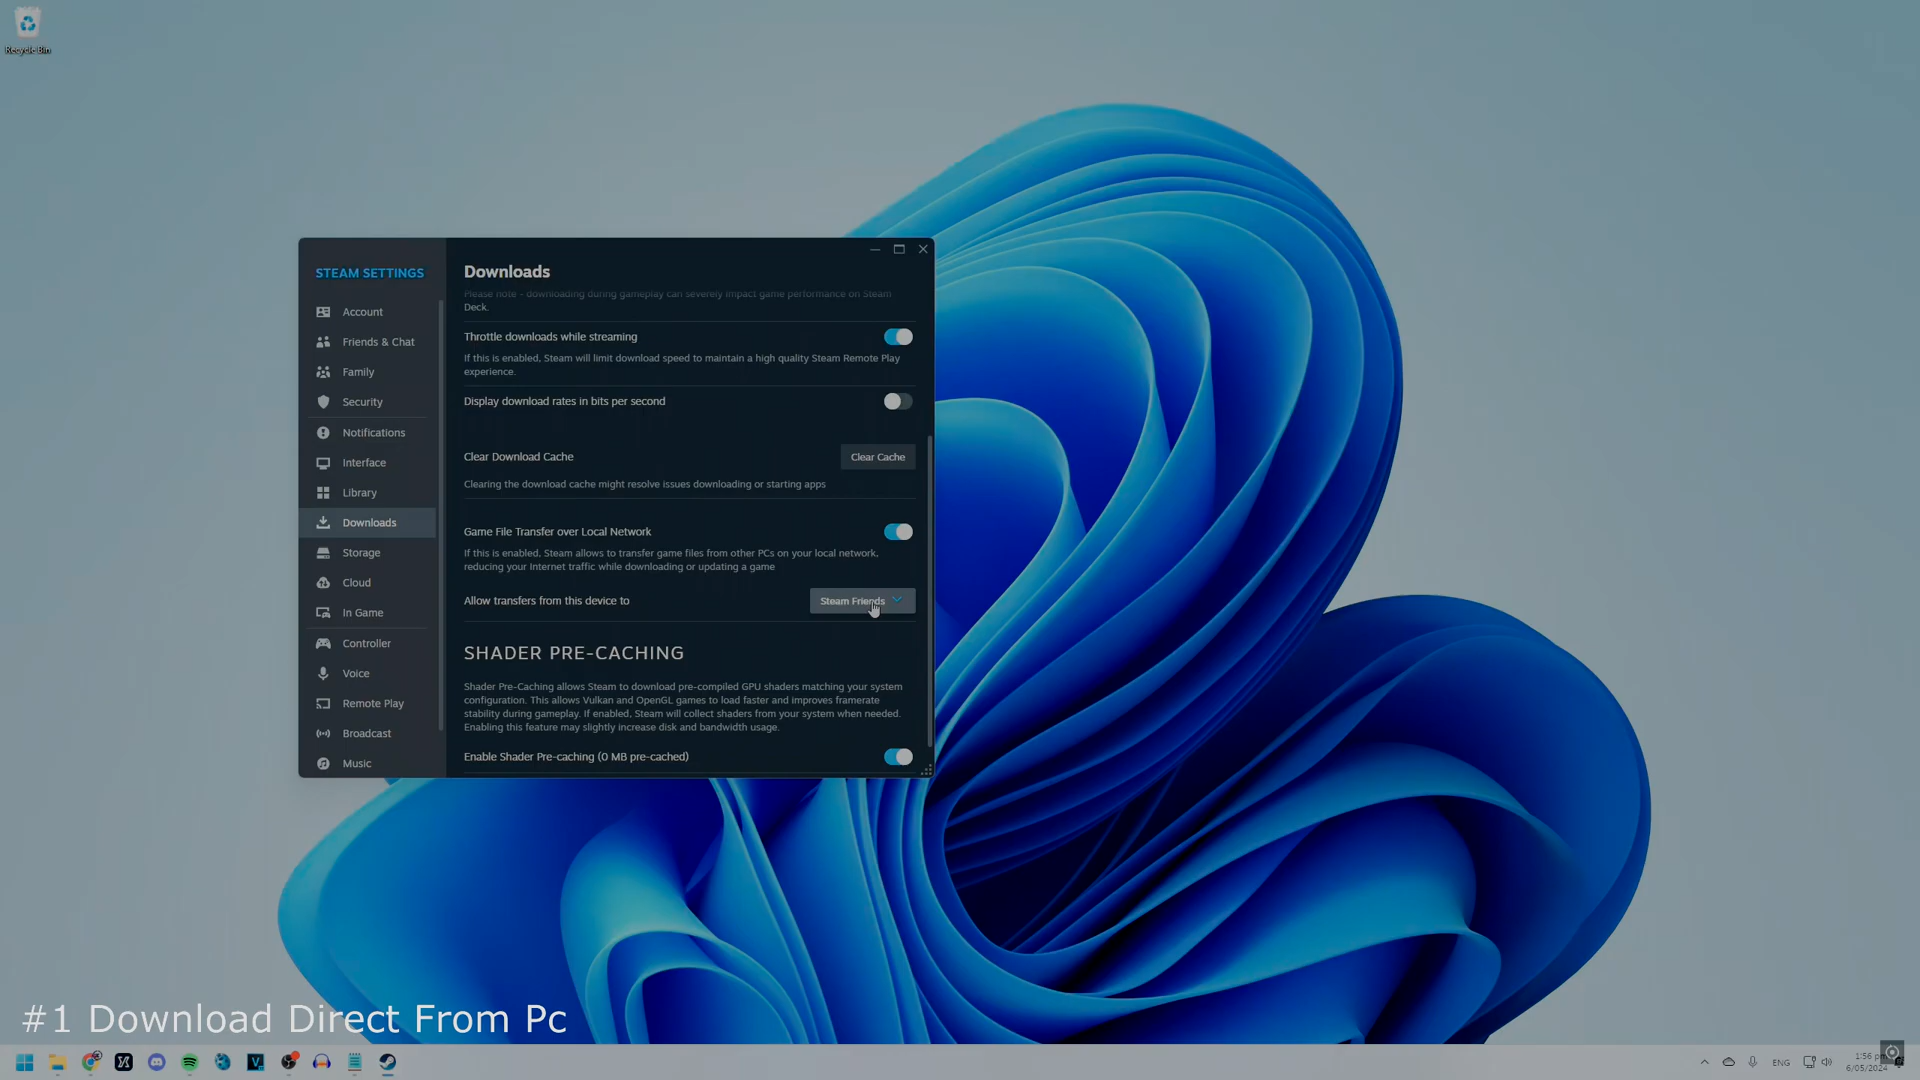 Recycle Bin
STEAM SETTINGS
Account
Friends & Chat
Family
Security
Notifications
Interface
Library
Downloads
Storage
Cloud
In Game
Controller
Voice
Remote Play
Broadcast
Music
Downloads
Please note - downloading during gameplay can severely impact game performance on Steam
Deck.
Throttle downloads while streaming
If this is enabled, Steam will limit download speed to maintain a high quality Steam Remote Play
experience.
Display download rates in bits per second
Clear Download Cache
Clear Cache
Clearing the download cache might resolve issues downloading or starting apps
Game File Transfer over Local Network
If this is enabled, Steam allows to transfer game files from other PCs on your local network,
reducing your Internet traffic while downloading or updating a game
Allow transfers from this device to
Steam Friends
SHADER PRE-CACHING
Shader Pre-Caching allows Steam to download pre-compiled GPU shaders matching your system
configuration. This allows Vulkan and OpenGL games to load faster and improves framerate
stability during gameplay. If enabled, Steam will collect shaders from your system when needed.
Enabling this feature may slightly increase disk and bandwidth usage.
Enable Shader Pre-caching (0 MB pre-cached)
#1 Download Direct From Pc
ENG
1:56 pm
6/05/2024